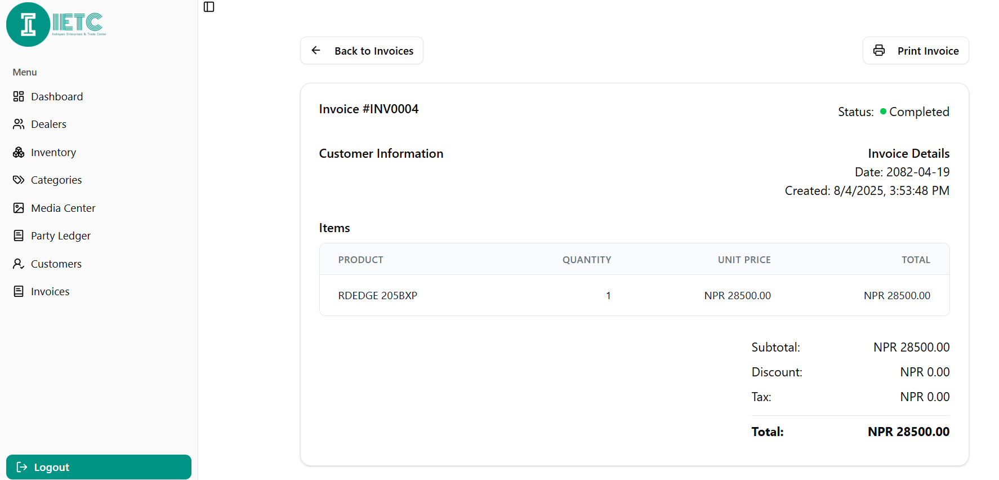 IETC
Indrayani Enterprises & Trade Center
Menu
Dashboard
Dealers
Inventory
Categories
Media Center
Party Ledger
Customers
Invoices
Logout
Back to Invoices
Print Invoice
Invoice #INV0004
Status: Completed
Customer Information
Invoice Details
Date: 2082-04-19
Created: 8/4/2025, 3:53:48 PM
Items
PRODUCT QUANTITY UNIT PRICE TOTAL
RDEDGE 205BXP 1 NPR 28500.00 NPR 28500.00
Subtotal: NPR 28500.00
Discount: NPR 0.00
Tax: NPR 0.00
Total: NPR 28500.00